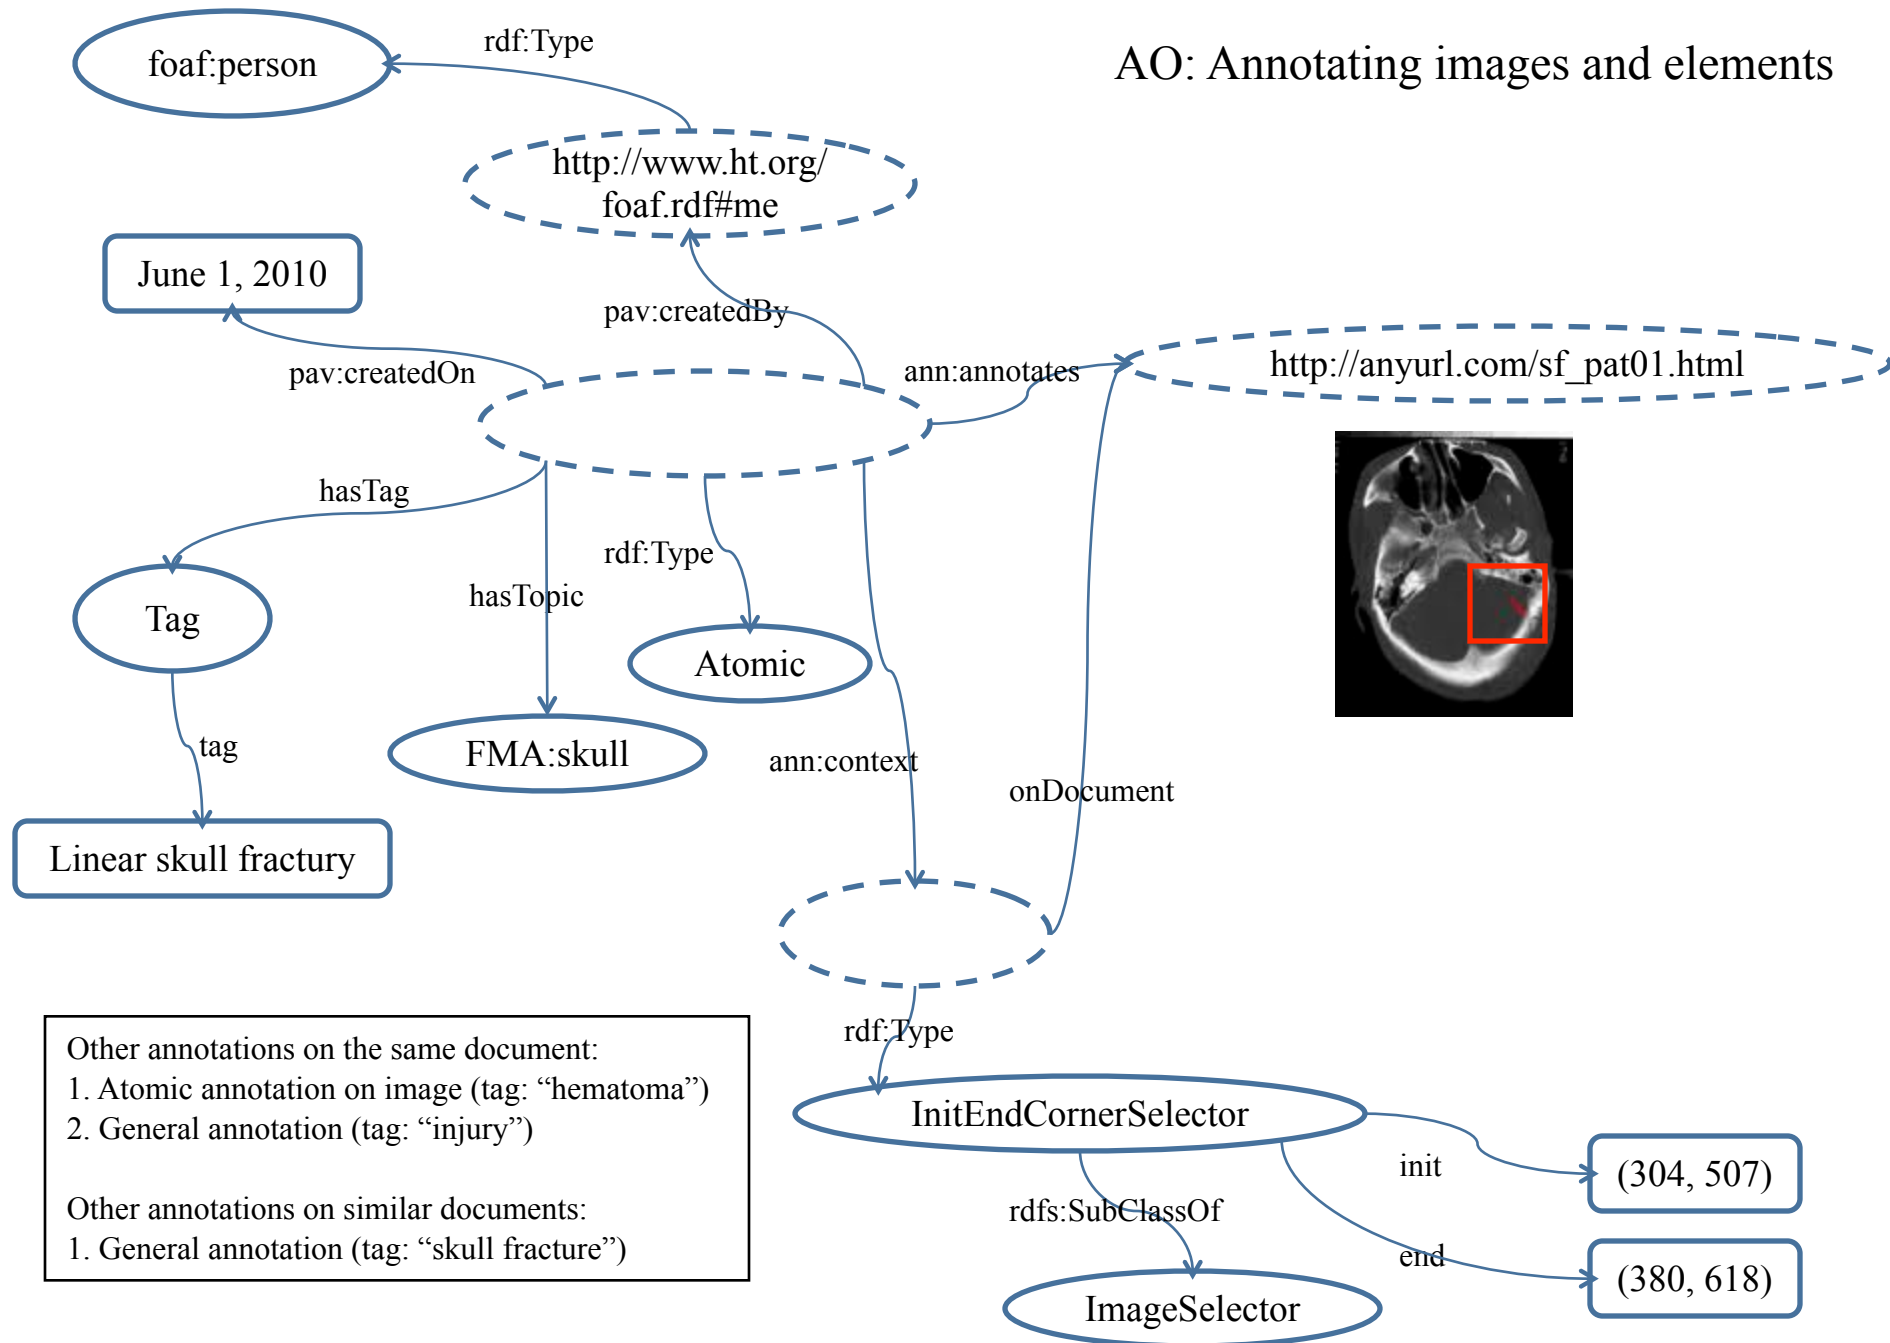 AO: Annotating images and elements
foaf:person
rdf:Type
http://www.ht.org/
foaf.rdf#me
June 1, 2010
pav:createdBy
pav:createdOn
ann:annotates
http://anyurl.com/sf_pat01.html
hasTag
rdf:Type
hasTopic
Tag
Atomic
tag
FMA:skull
ann:context
onDocument
Linear skull fractury
rdf:Type
Other annotations on the same document:
1. Atomic annotation on image (tag: “hematoma”)
2. General annotation (tag: “injury”)
Other annotations on similar documents:
1. General annotation (tag: “skull fracture”)
InitEndCornerSelector
init
(304, 507)
rdfs:SubClassOf
end
(380, 618)
ImageSelector